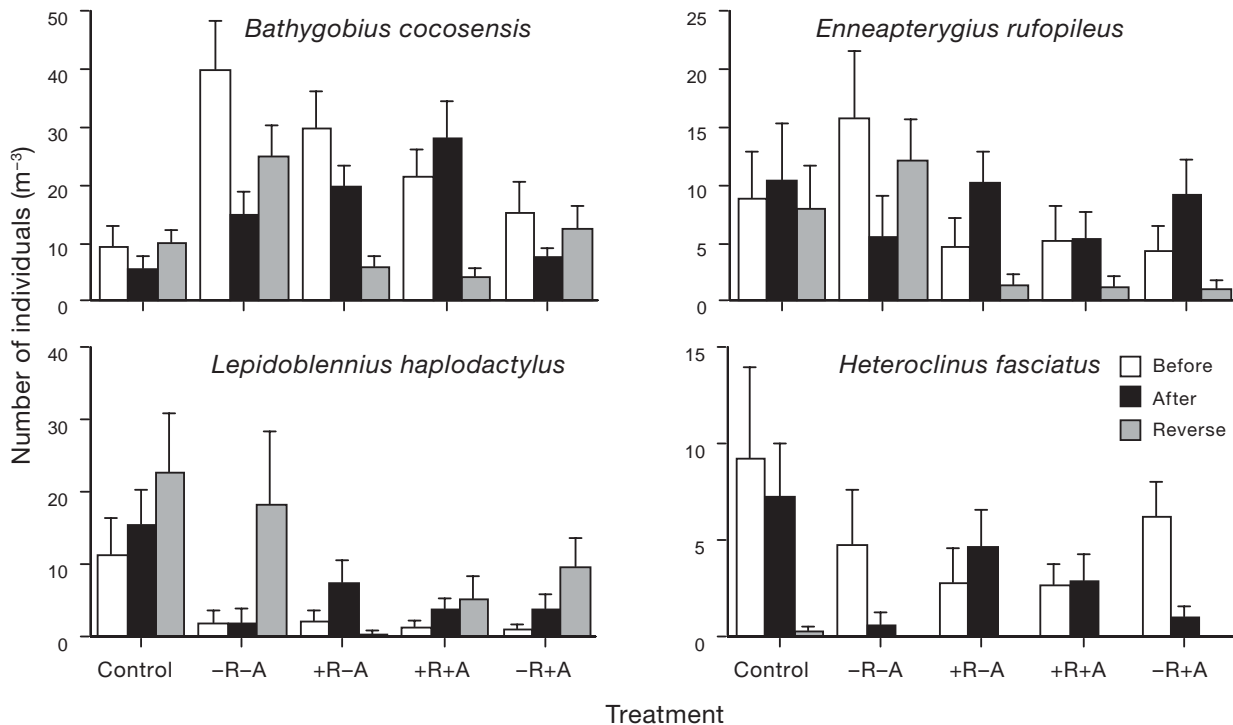 Number of individuals (m⁻³)
Bathygobius cocosensis
50
40
30
20
10
0
Enneapterygius rufopileus
25
20
15
10
5
0
Lepidoblennius haplodactylus
40
30
20
10
0
Control –R–A +R–A +R+A –R+A
Heteroclinus fasciatus
15
10
5
0
Before
After
Reverse
Control –R–A +R–A +R+A –R+A
Treatment